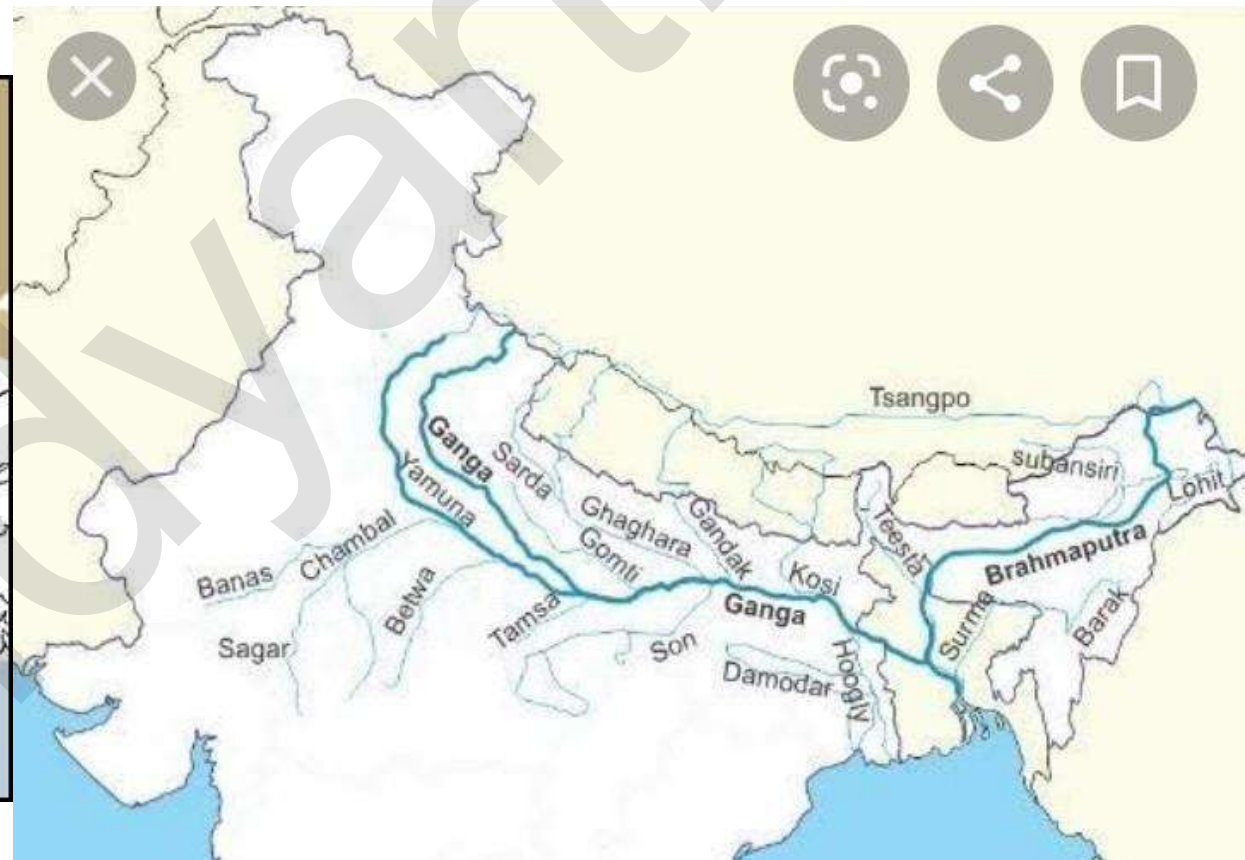 Tsangpo
subansiri
Lohit
Ganga
Sarda
Yamuna
Ghaghara
Gandak
Teesta
Brahmaputra
Chambal
Gomti
Kosi
Banas
Betwa
Tamsa
Ganga
Surma
Barak
Sagar
Son
Hoogly
Damodar